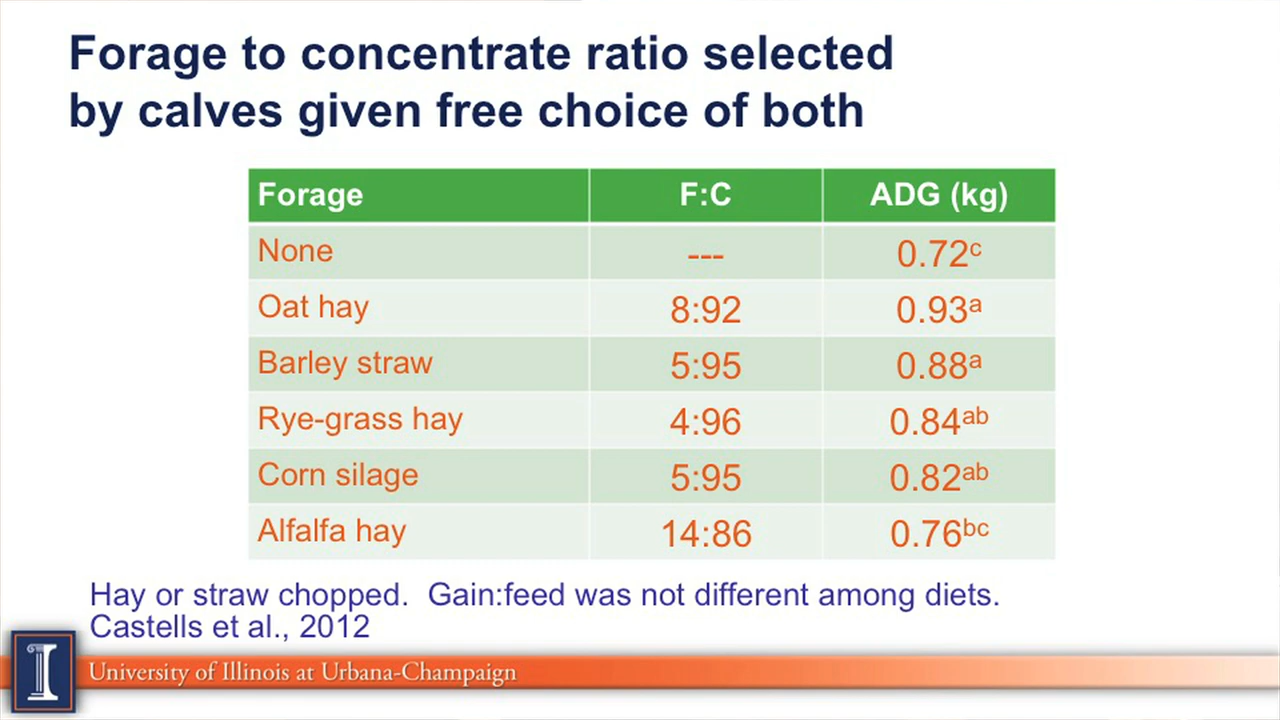 Forage to concentrate ratio selected
by calves given free choice of both
Forage F:C ADG (kg)
None --- 0.72ᶜ
Oat hay 8:92 0.93ᵃ
Barley straw 5:95 0.88ᵃ
Rye-grass hay 4:96 0.84ᵃᵇ
Corn silage 5:95 0.82ᵃᵇ
Alfalfa hay 14:86 0.76ᵇᶜ
Hay or straw chopped. Gain:feed was not different among diets.
Castells et al., 2012
I
University of Illinois at Urbana-Champaign